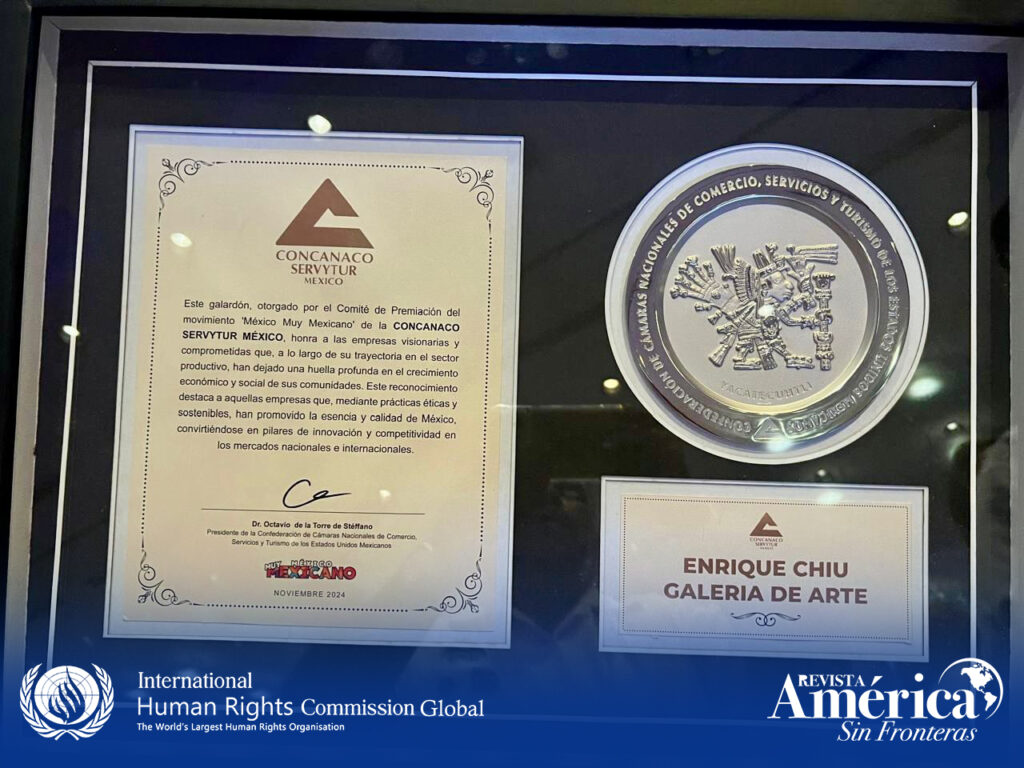 CONCANACO
SERVYTUR
MÉXICO
Este galardón, otorgado por el Comité de Premiación del
movimiento 'México Muy Mexicano' de la CONCANACO
SERVYTUR MÉXICO, honra a las empresas visionarias y
comprometidas que, a lo largo de su trayectoria en el sector
productivo, han dejado una huella profunda en el crecimiento
económico y social de sus comunidades. Este reconocimiento
destaca a aquellas empresas que, mediante prácticas éticas y
sostenibles, han promovido la esencia y calidad de México,
convirtiéndose en pilares de innovación y competitividad en
los mercados nacionales e internacionales.
Dr. Octavio de la Torre de Stéffano
Presidente de la Confederación de Cámaras Nacionales de Comercio,
Servicios y Turismo de los Estados Unidos Mexicanos
MÉXICO
MUY MEXICANO
NOVIEMBRE 2024
CONFEDERACIÓN DE CÁMARAS NACIONALES DE COMERCIO, SERVICIOS Y TURISMO DE LOS ESTADOS UNIDOS MEXICANOS
YACATECUHTLI
CONCANACO
SERVYTUR
MÉXICO
ENRIQUE CHIU
GALERIA DE ARTE
International
Human Rights Commission Global
The World's Largest Human Rights Organisation
REVISTA
América
Sin Fronteras